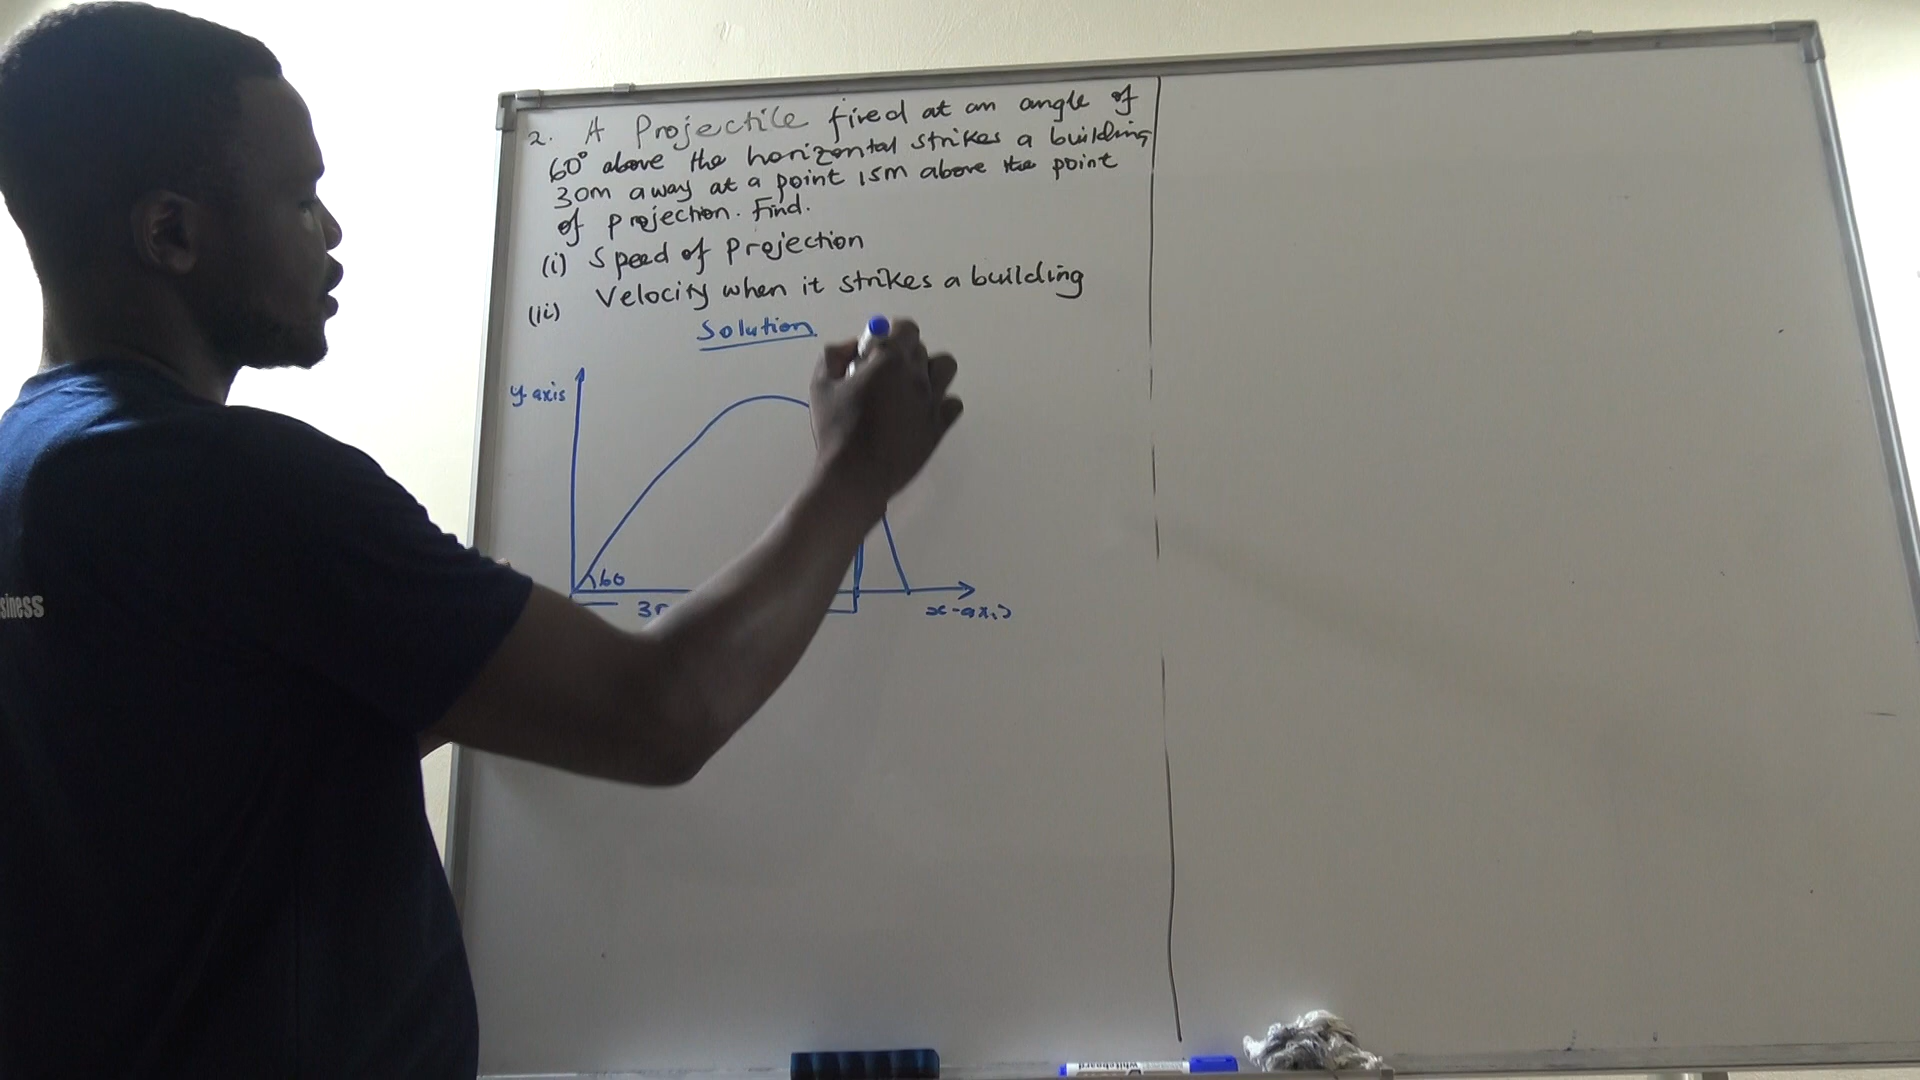 2. A Projectile fired at an angle of
60° above the horizontal strikes a building
30m away at a point 15m above the point
of projection. Find.
(i) Speed of projection
(ii) Velocity when it strikes a building
Solution
y-axis
60
x-axis
siness
whiteboard